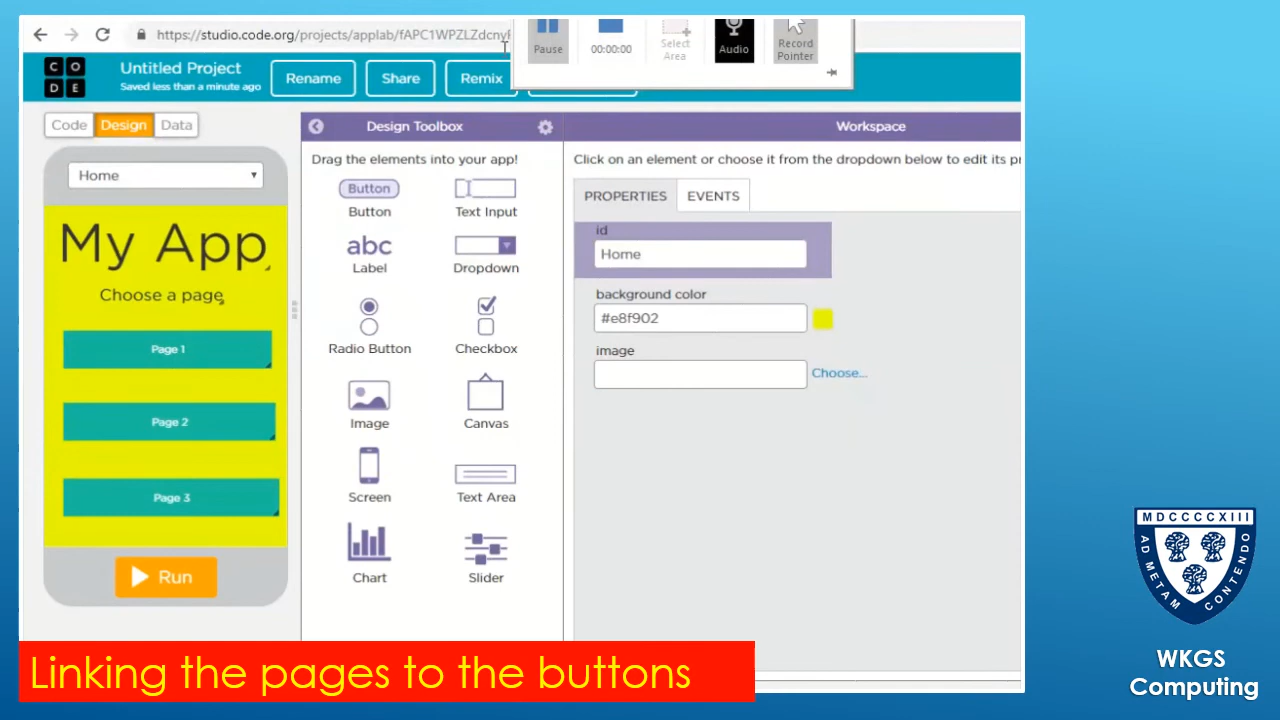 https://studio.code.org/projects/applab/fAPC1WPZLZdcny
Pause
00:00:00
Select
Area
Audio
Record
Pointer
C O
D E
Untitled Project
Saved less than a minute ago
Rename
Share
Remix
Code
Design
Data
Design Toolbox
Workspace
Home
Drag the elements into your app!
Click on an element or choose it from the dropdown below to edit its
Button
Button
Text Input
abc
Label
Dropdown
Radio Button
Checkbox
Image
Canvas
Screen
Text Area
Chart
Slider
PROPERTIES
EVENTS
id
Home
background color
#e8f902
image
Choose...
My App
Choose a page
Page 1
Page 2
Page 3
Run
Linking the pages to the buttons
MDCCCCXIII
AD METAM CONTENDO
WKGS
Computing